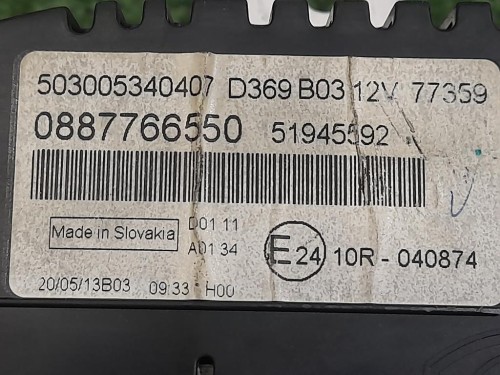 503005340407 D369 B03 12V 77359
0887766550 51945592
Made in Slovakia D01 11
A01 34
E 24 10R - 040874
20/05/13B03 09:33 - H00